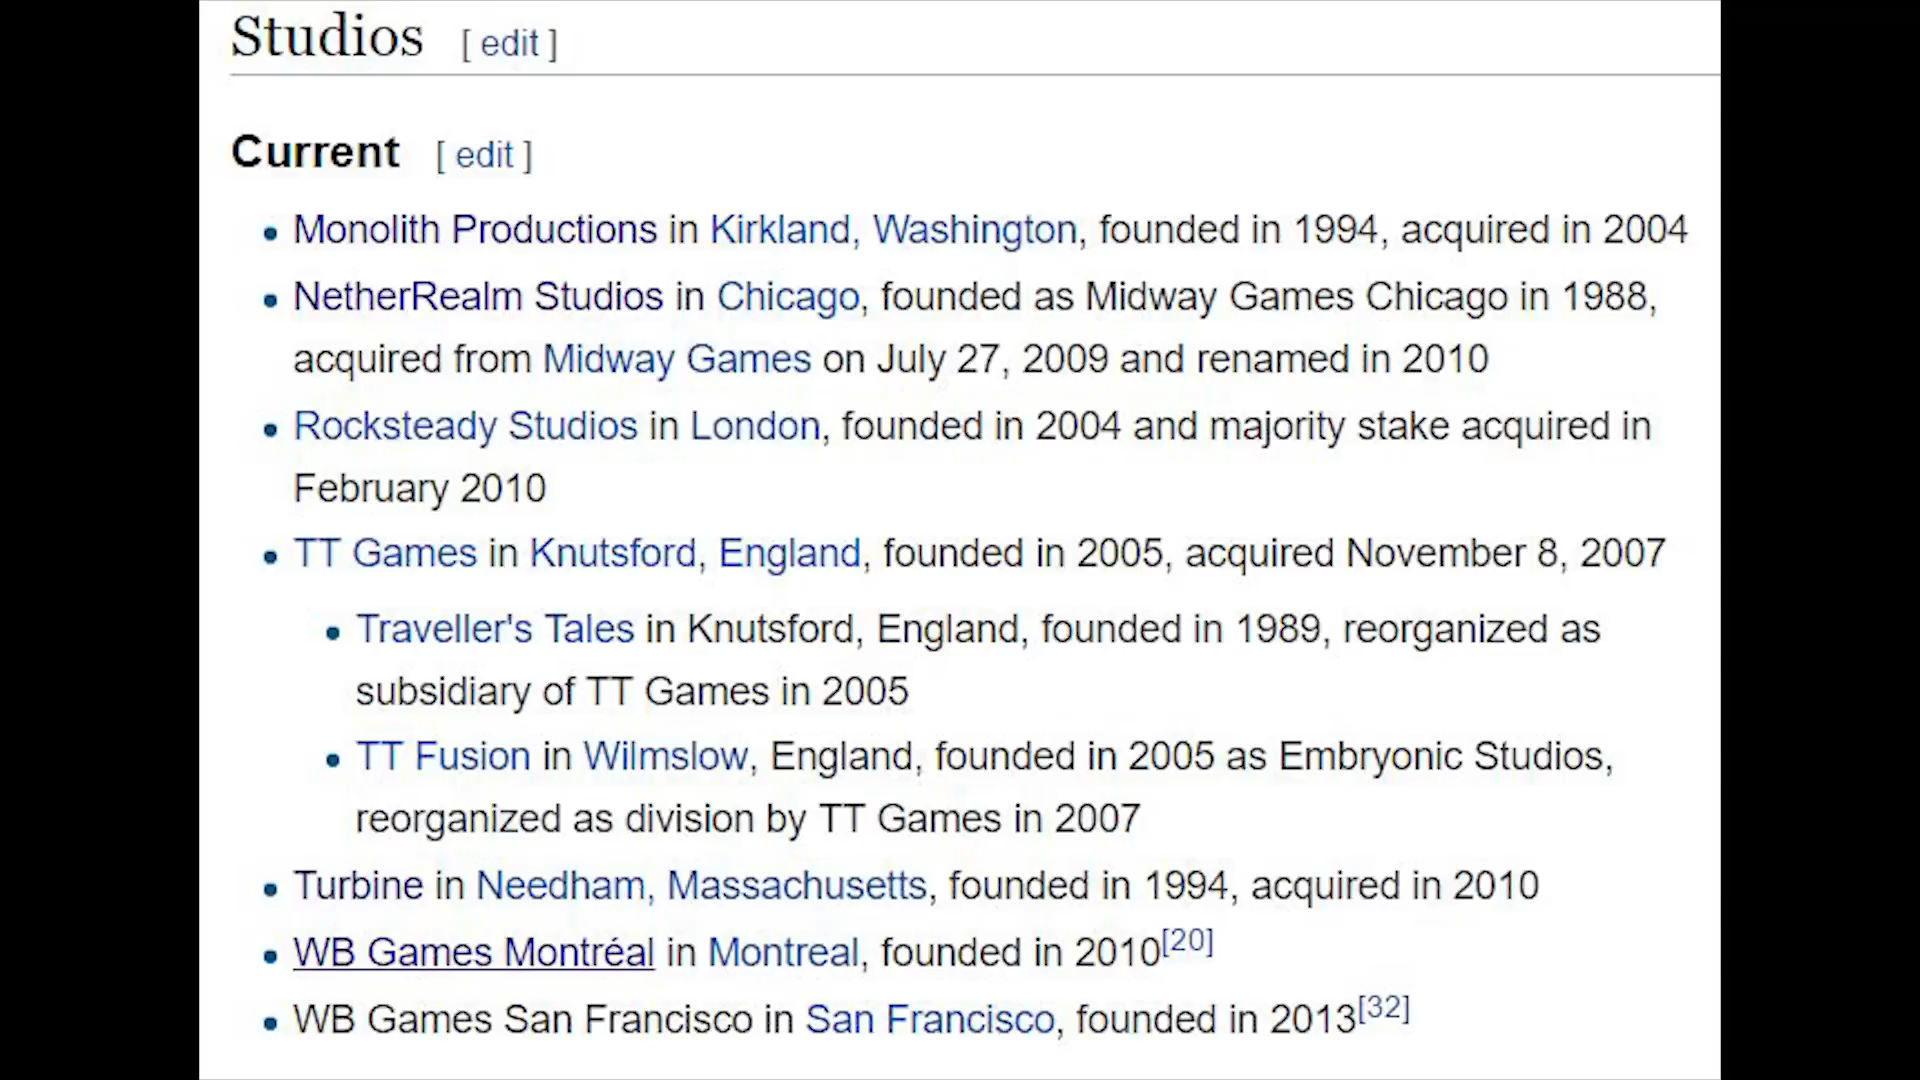 Studios [ edit ]
Current [ edit ]
Monolith Productions in Kirkland, Washington, founded in 1994, acquired in 2004
NetherRealm Studios in Chicago, founded as Midway Games Chicago in 1988,
acquired from Midway Games on July 27, 2009 and renamed in 2010
Rocksteady Studios in London, founded in 2004 and majority stake acquired in
February 2010
TT Games in Knutsford, England, founded in 2005, acquired November 8, 2007
Traveller's Tales in Knutsford, England, founded in 1989, reorganized as
subsidiary of TT Games in 2005
TT Fusion in Wilmslow, England, founded in 2005 as Embryonic Studios,
reorganized as division by TT Games in 2007
Turbine in Needham, Massachusetts, founded in 1994, acquired in 2010
WB Games Montréal in Montreal, founded in 2010[20]
WB Games San Francisco in San Francisco, founded in 2013[32]